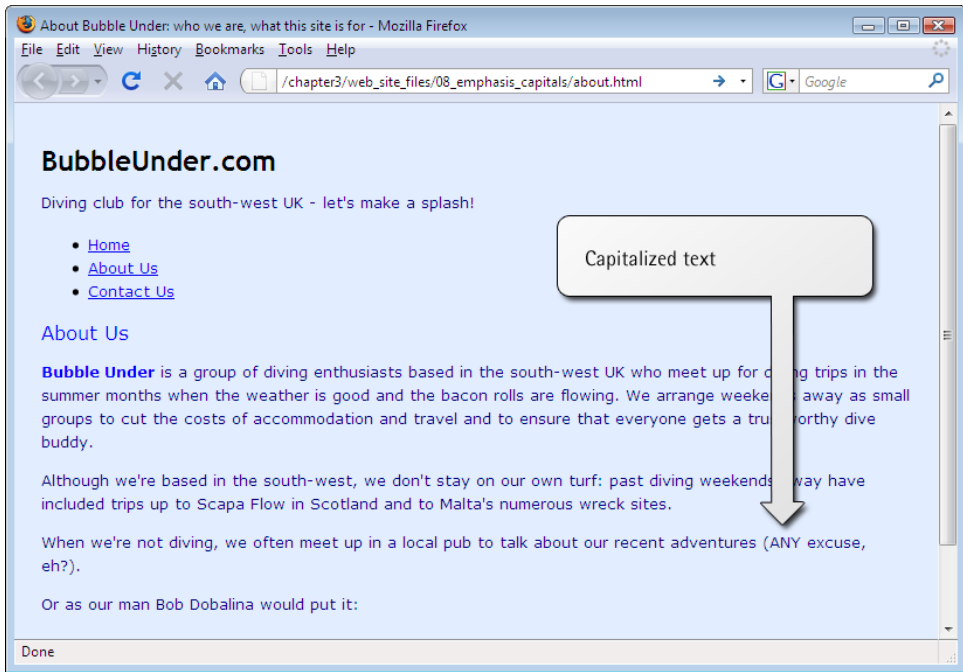 About Bubble Under: who we are, what this site is for - Mozilla Firefox
File Edit View History Bookmarks Tools Help
/chapter3/web_site_files/08_emphasis_capitals/about.html
G Google
BubbleUnder.com
Diving club for the south-west UK - let's make a splash!
Home
About Us
Contact Us
Capitalized text
About Us
Bubble Under is a group of diving enthusiasts based in the south-west UK who meet up for trips in the
summer months when the weather is good and the bacon rolls are flowing. We arrange away as small
groups to cut the costs of accommodation and travel and to ensure that everyone gets a dive
buddy.
Although we're based in the south-west, we don't stay on our own turf: past diving weekends have
included trips up to Scapa Flow in Scotland and to Malta's numerous wreck sites.
When we're not diving, we often meet up in a local pub to talk about our recent adventures (ANY excuse,
eh?).
Or as our man Bob Dobalina would put it:
Done